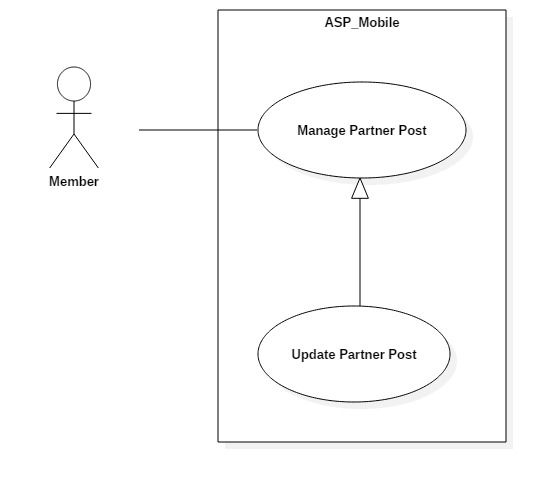 ASP_Mobile
Manage Partner Post
Member
Update Partner Post